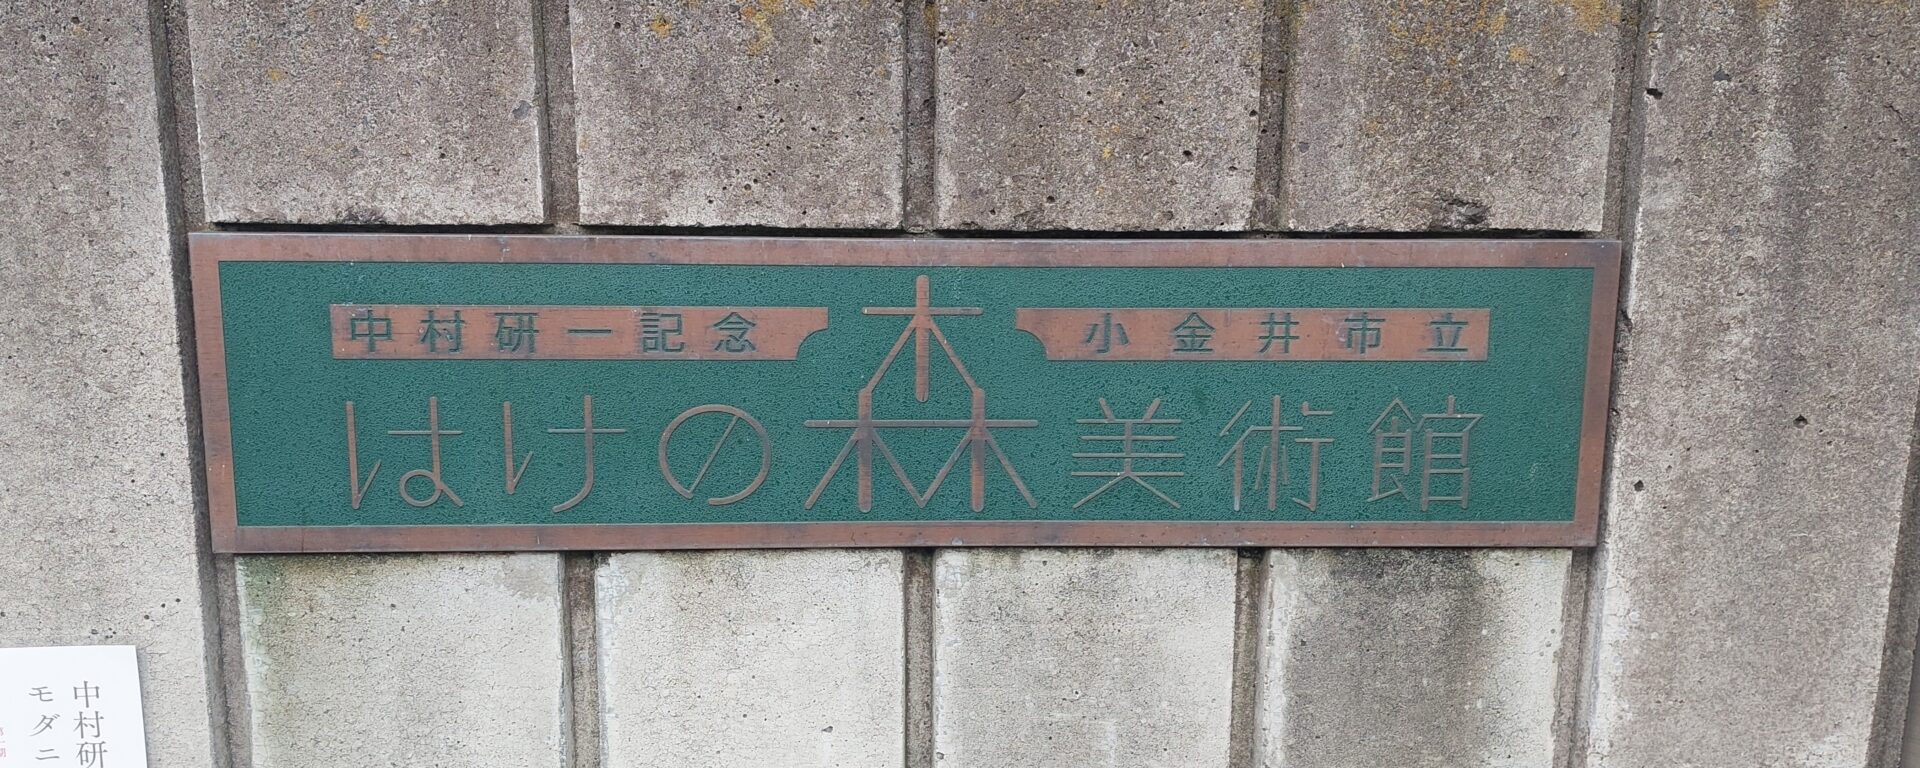 中村研一記念 小金井市立
はけの森美術館
中村研
モダニ